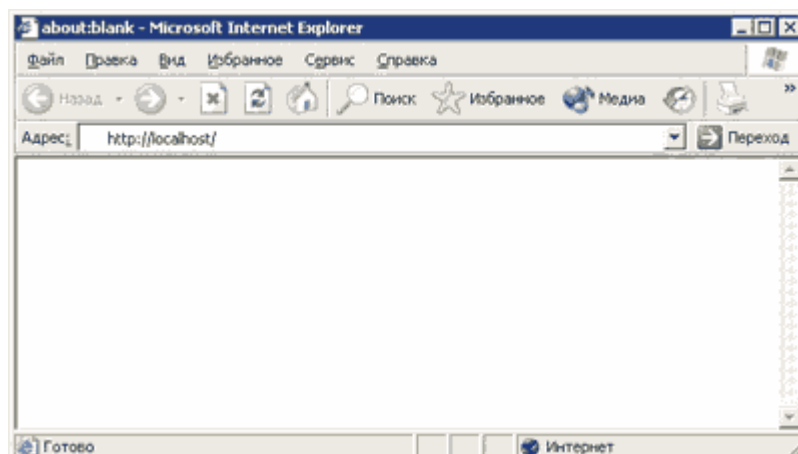 about:blank - Microsoft Internet Explorer
Файл Правка Вид Избранное Сервис Справка
Назад Поиск Избранное Медиа »
Адрес: http://localhost/ Переход
Готово Интернет